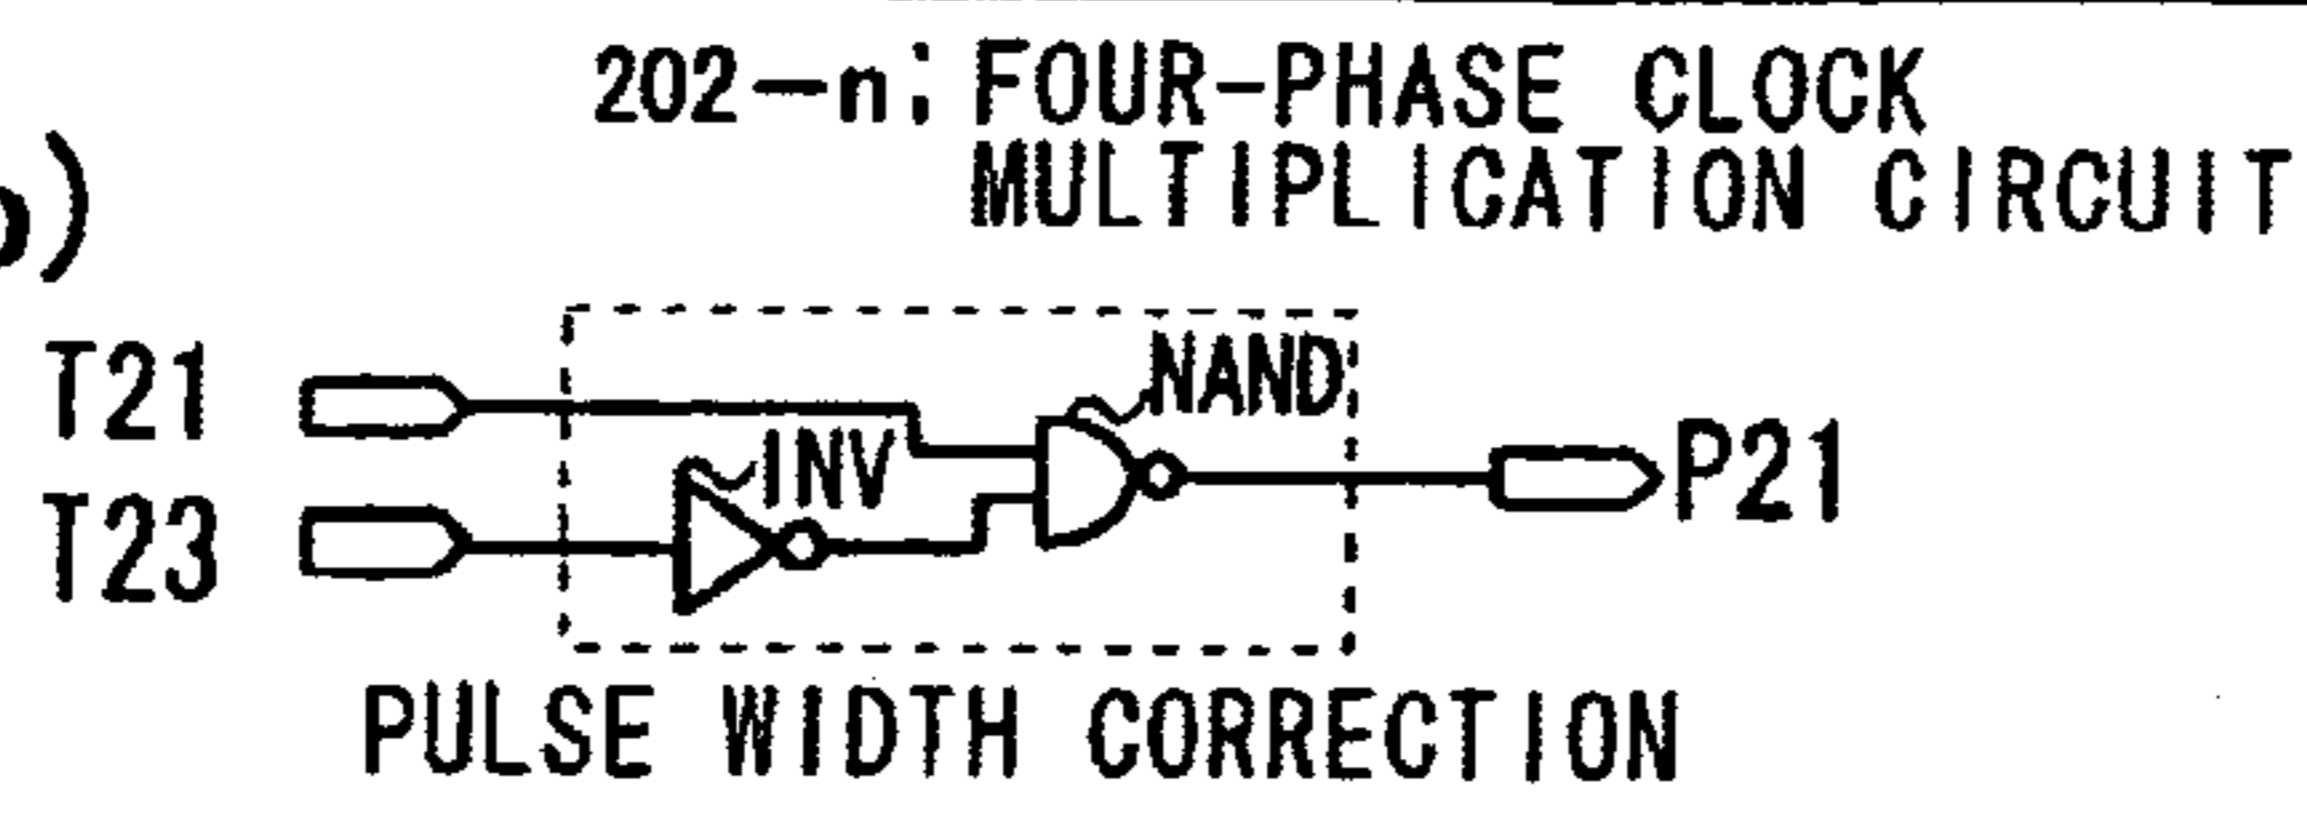 202-n; FOUR-PHASE CLOCK
MULTIPLICATION CIRCUIT
b)
T21
NAND
INV
P21
T23
PULSE WIDTH CORRECTION